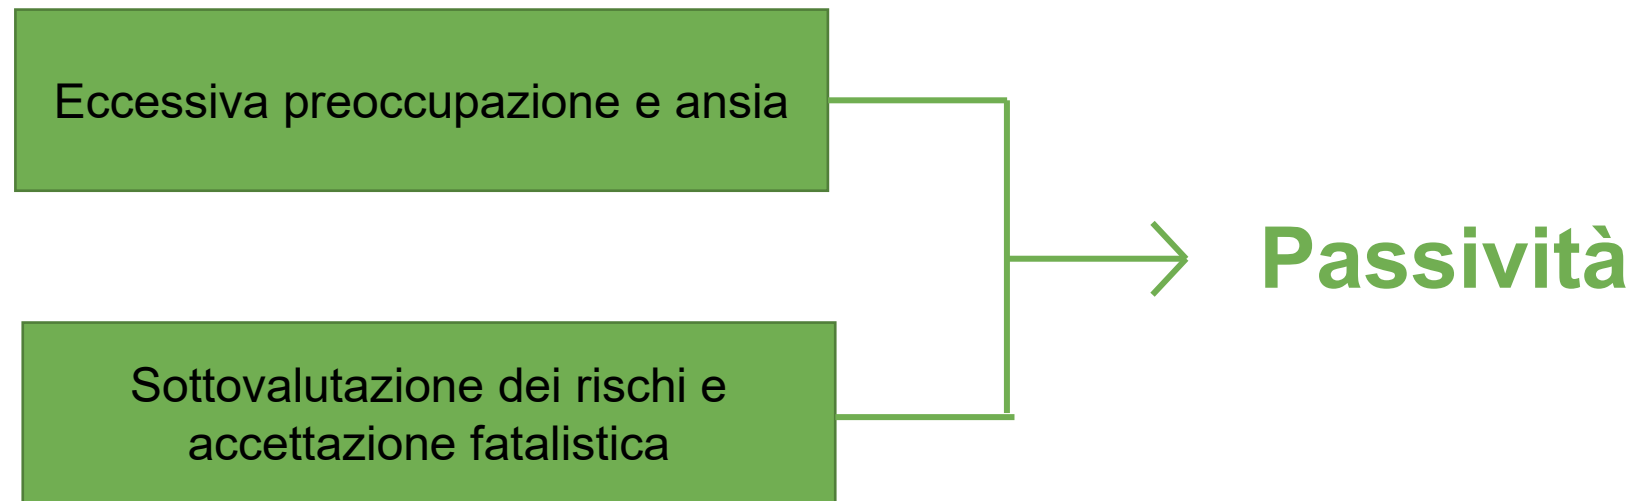 Eccessiva preoccupazione e ansia
Passività
Sottovalutazione dei rischi e
accettazione fatalistica